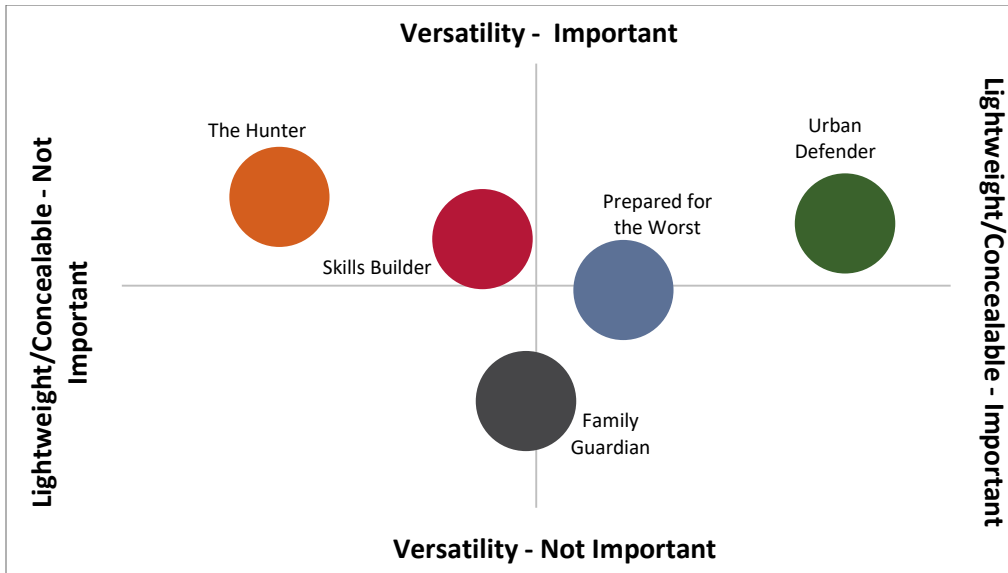 Versatility -  Important
The Hunter
Urban
Defender
Prepared for
the Worst
Skills Builder
Family
Guardian
Lightweight/Concealable - Not
Important
Lightweight/Concealable - Important
Versatility - Not Important